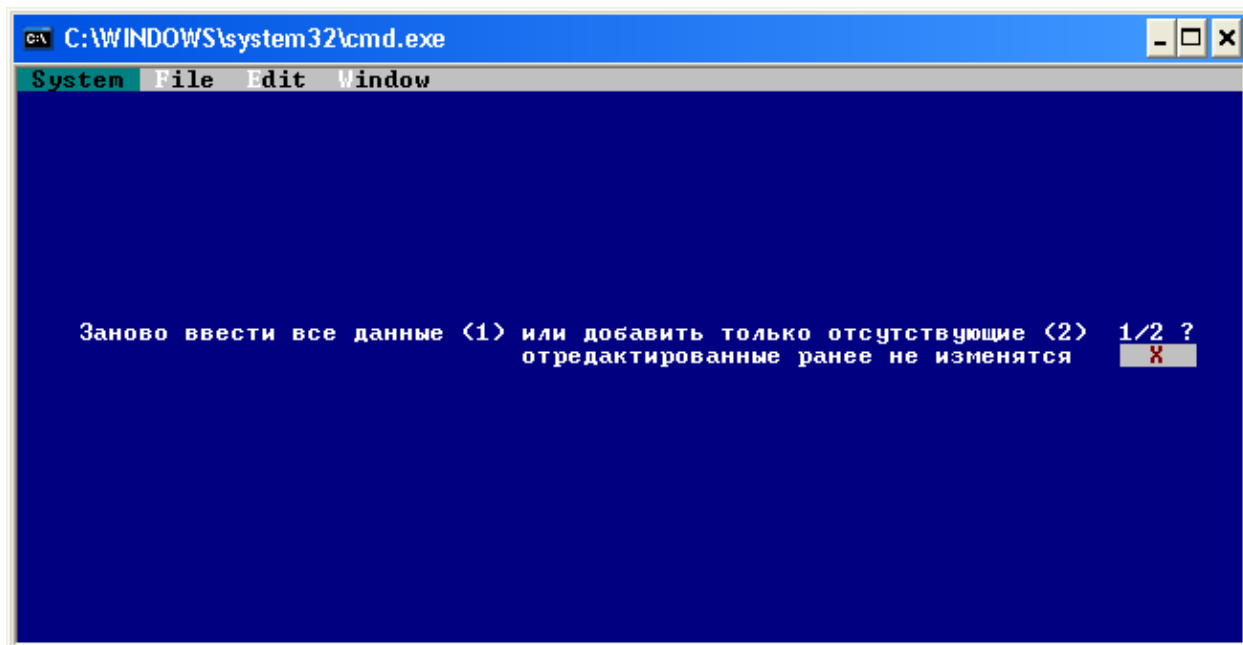 C:\WINDOWS\system32\cmd.exe
System File Edit Window
Заново ввести все данные (1) или добавить только отсутствующие (2) 1/2 ?
отредактированные ранее не изменятся X